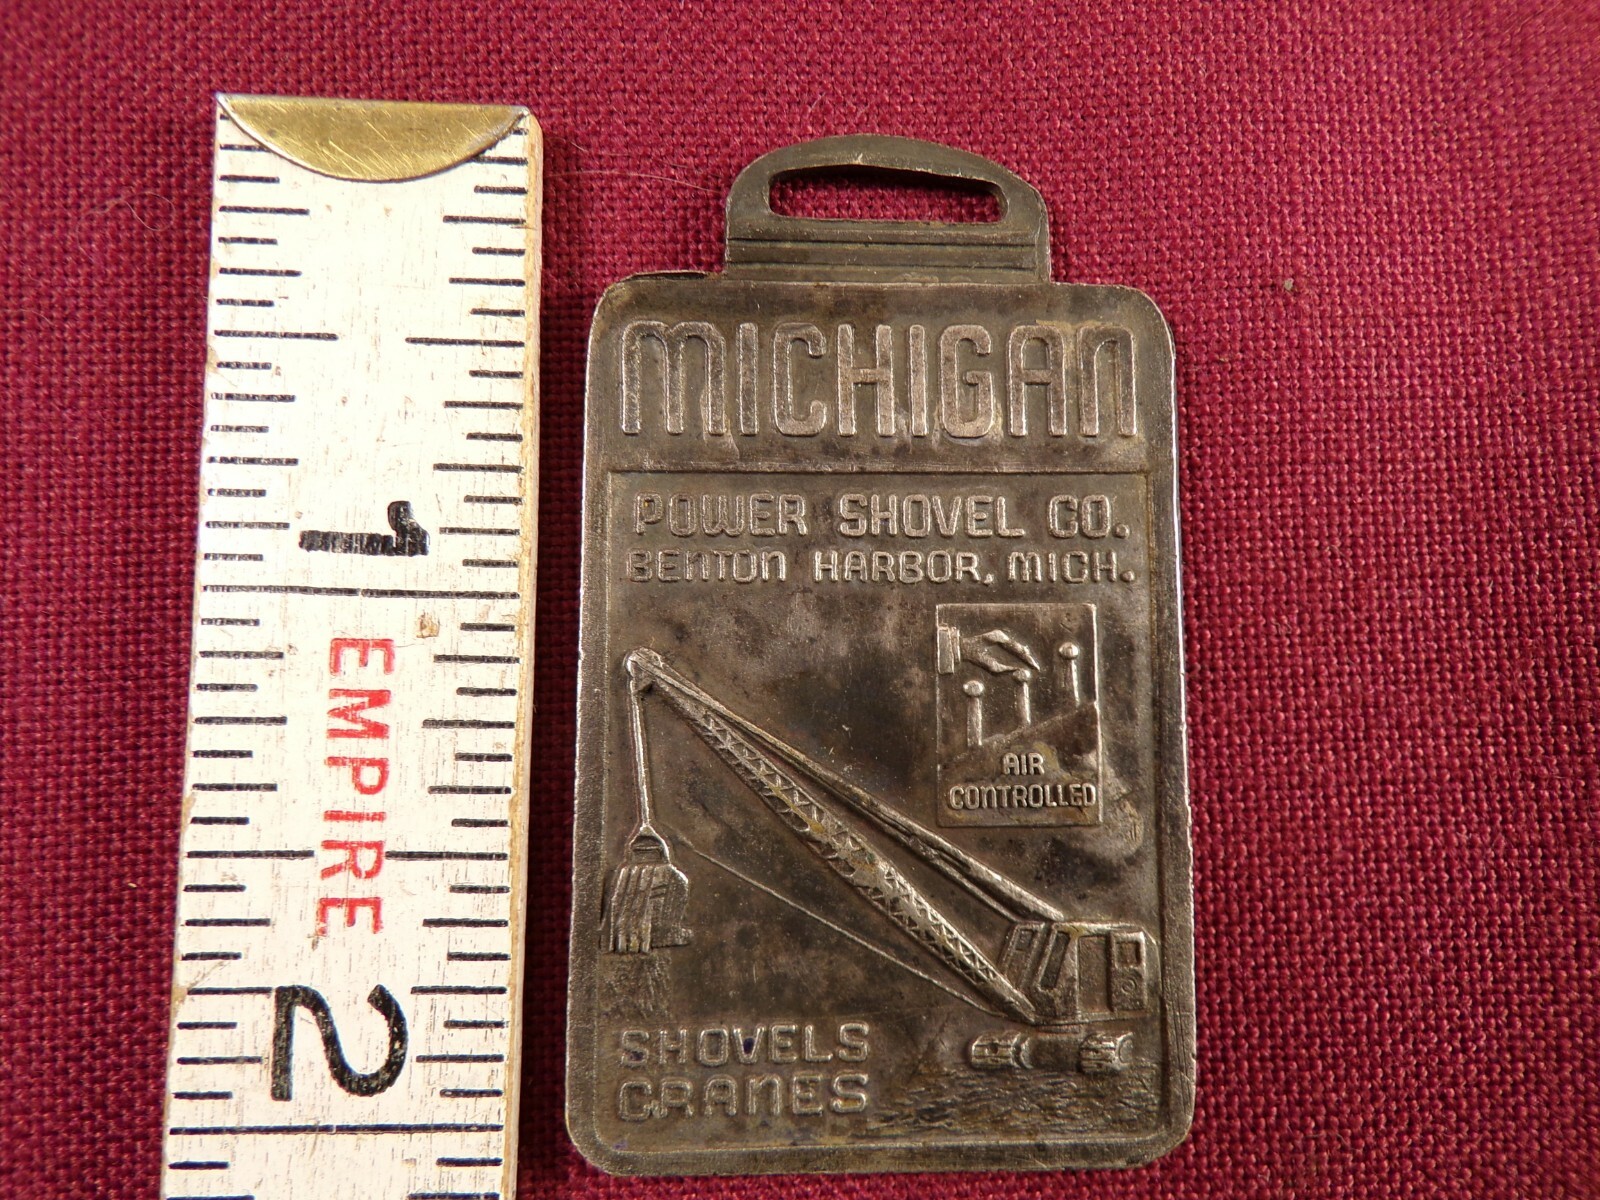 MICHIGAN
POWER SHOVEL CO.
BENTON HARBOR, MICH.
AIR
CONTROLLED
SHOVELS
CRANES
1
EMPIRE
2